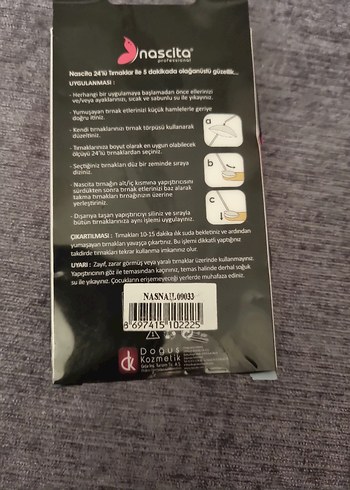 nascita
professional
Nascita 24'lü Tırnaklar ile 5 dakikada olağanüstü güzellik...
UYGULANMASI :
- Herhangi bir uygulamaya başlamadan önce ellerinizi
ve/veya ayaklarınızı, ocak ve sabunlu su ile yıkayınız.
- Yumuşayan tırnak etlerinizi küçük hamlelerle geriye
doğru itiniz.
- Kendi tırnaklarınızı tırnak törpüsü kullanarak
düzeltiniz.
- Tırnaklarınıza boyut olarak en uygun olabilecek
ölçüyü 24'lü tırnaklardan seçiniz.
- Seçtiğiniz tırnakları düz bir zeminde sıraya
diziniz.
- Nascita tırnağın alt/iç kısmına yapıştırıcısını
sürdükten sonra tırnak etlerinizi baz alarak
takma tırnakları tırnağınızın üzerine
yerleştiriniz.
- Dışarıya taşan yapıştırıcıyı siliniz ve sırayla
bütün tırnaklarınıza aynı işlemi uygulayınız.
a
b
c
ÇIKARTILMASI : Tırnakları 10-15 dakika ılık suda bekletiniz ve ardından
yumuşayan tırnakları yavaşça çıkartınız. Bu işlemi dikkatli yaptığınız
takdirde tırnakları tekrar kullanma imkanınız olur.
UYARI : Zayıf, zarar görmüş veya yaralı tırnaklar üzerinde kullanmayınız.
Yapıştırıcının göz ile temasından kaçınınız, temas halinde derhal soğuk
su ile yıkayınız. Çocukların erişemeyeceği yerlerde muhafaza ediniz.
NASNAIL09033
8697415102225
dk
Doğuş
Kozmetik